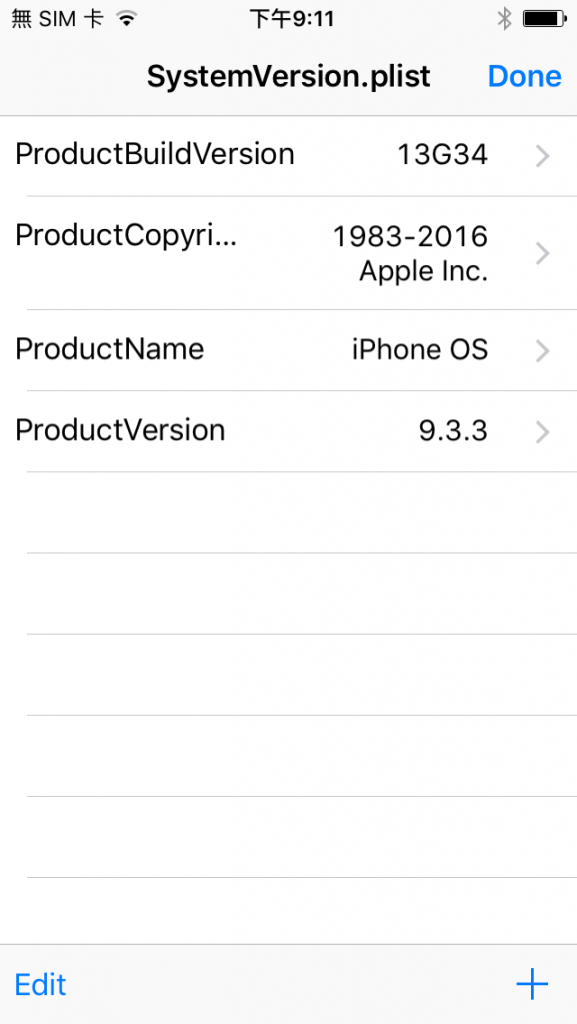 無 SIM 卡 下午9:11
SystemVersion.plist Done
ProductBuildVersion 13G34
ProductCopyri... 1983-2016
Apple Inc.
ProductName iPhone OS
ProductVersion 9.3.3
Edit